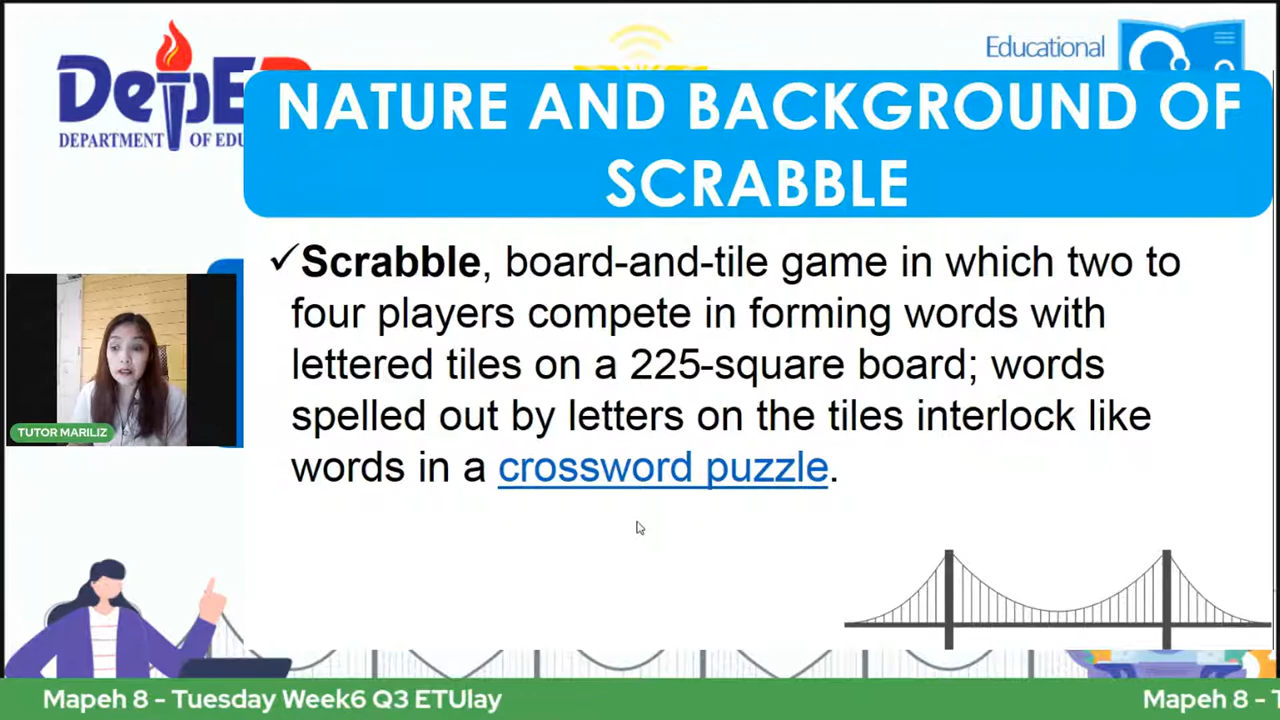 DepE
DEPARTMENT OF EDU
Educational
NATURE AND BACKGROUND OF
SCRABBLE
✓Scrabble, board-and-tile game in which two to
four players compete in forming words with
lettered tiles on a 225-square board; words
spelled out by letters on the tiles interlock like
words in a crossword puzzle.
TUTOR MARILIZ
Mapeh 8 - Tuesday Week6 Q3 ETUlay
Mapeh 8 - T